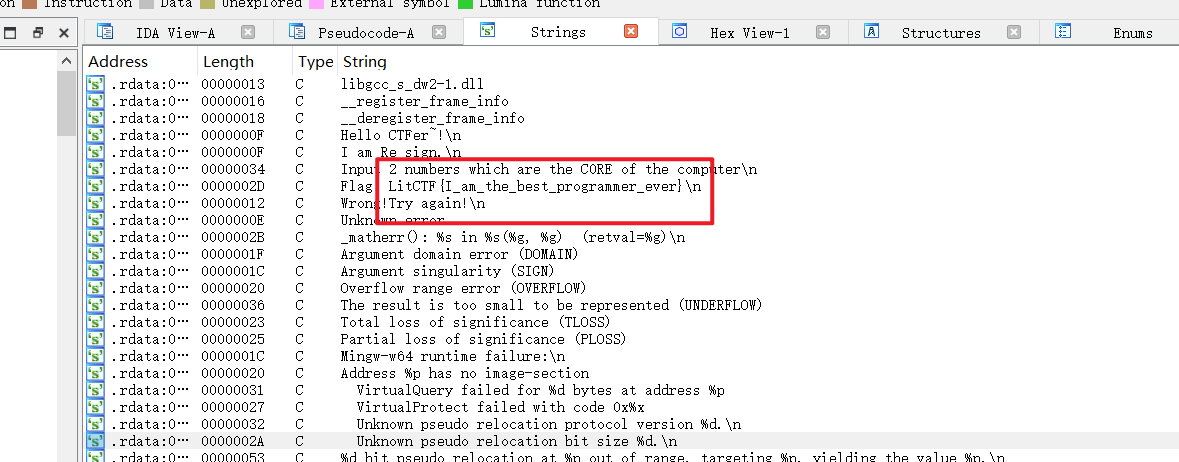 on Instruction Data Unexplored External symbol Lumina function
IDA View-A Pseudocode-A Strings Hex View-1 Structures Enums
Address Length Type String
.rdata:0… 00000013 C libgcc_s_dw2-1.dll
.rdata:0… 00000016 C __register_frame_info
.rdata:0… 00000018 C __deregister_frame_info
.rdata:0… 0000000F C Hello CTFer~!\n
.rdata:0… 0000000F C I am Re sign.\n
.rdata:0… 00000034 C Input 2 numbers which are the CORE of the computer\n
.rdata:0… 0000002D C Flag: LitCTF{I_am_the_best_programmer_ever}\n
.rdata:0… 00000012 C Wrong!Try again!\n
.rdata:0… 0000000E C Unknown error
.rdata:0… 0000002B C _matherr(): %s in %s(%g, %g) (retval=%g)\n
.rdata:0… 0000001F C Argument domain error (DOMAIN)
.rdata:0… 0000001C C Argument singularity (SIGN)
.rdata:0… 00000020 C Overflow range error (OVERFLOW)
.rdata:0… 00000036 C The result is too small to be represented (UNDERFLOW)
.rdata:0… 00000023 C Total loss of significance (TLOSS)
.rdata:0… 00000025 C Partial loss of significance (PLOSS)
.rdata:0… 0000001C C Mingw-w64 runtime failure:\n
.rdata:0… 00000020 C Address %p has no image-section
.rdata:0… 00000031 C VirtualQuery failed for %d bytes at address %p
.rdata:0… 00000027 C VirtualProtect failed with code 0x%x
.rdata:0… 00000032 C Unknown pseudo relocation protocol version %d.\n
.rdata:0… 0000002A C Unknown pseudo relocation bit size %d.\n
.rdata:0… 00000053 C %d bit pseudo relocation at %p out of range, targeting %p, yielding the value %p.\n